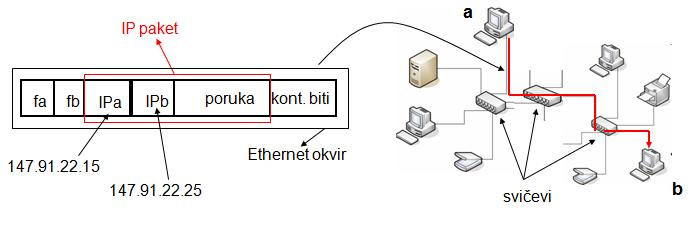 IP paket
fa fb IPa IPb poruka kont. biti
147.91.22.15
147.91.22.25
Ethernet okvir
a
b
svičevi